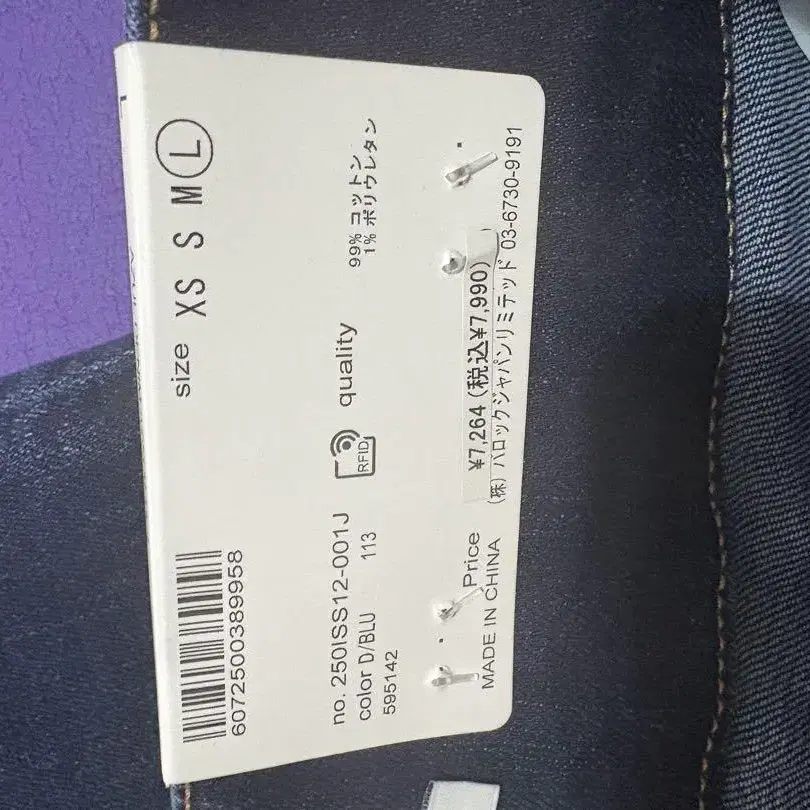 size XS S M L
6072500389958
no. 250ISS12-001J
color D/BLU 113
595142
RFID
quality
99% コットン
1% ポリウレタン
Price ¥7,264 (税込¥7,990)
MADE IN CHINA
(株) バロックジャパンリミテッド 03-6730-9191